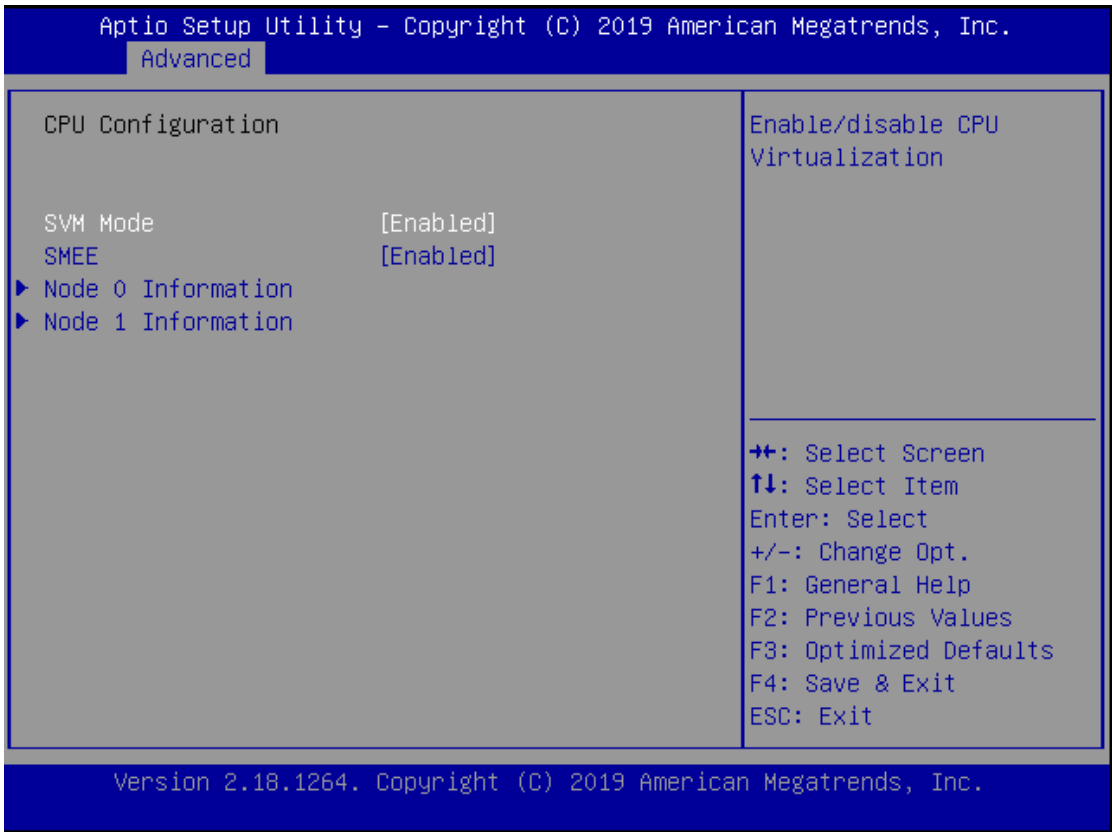 Aptio Setup Utility – Copyright (C) 2019 American Megatrends, Inc.
Advanced
CPU Configuration
SVM Mode [Enabled]
SMEE [Enabled]
Node 0 Information
Node 1 Information
Enable/disable CPU
Virtualization
→←: Select Screen
↑↓: Select Item
Enter: Select
+/-: Change Opt.
F1: General Help
F2: Previous Values
F3: Optimized Defaults
F4: Save & Exit
ESC: Exit
Version 2.18.1264. Copyright (C) 2019 American Megatrends, Inc.